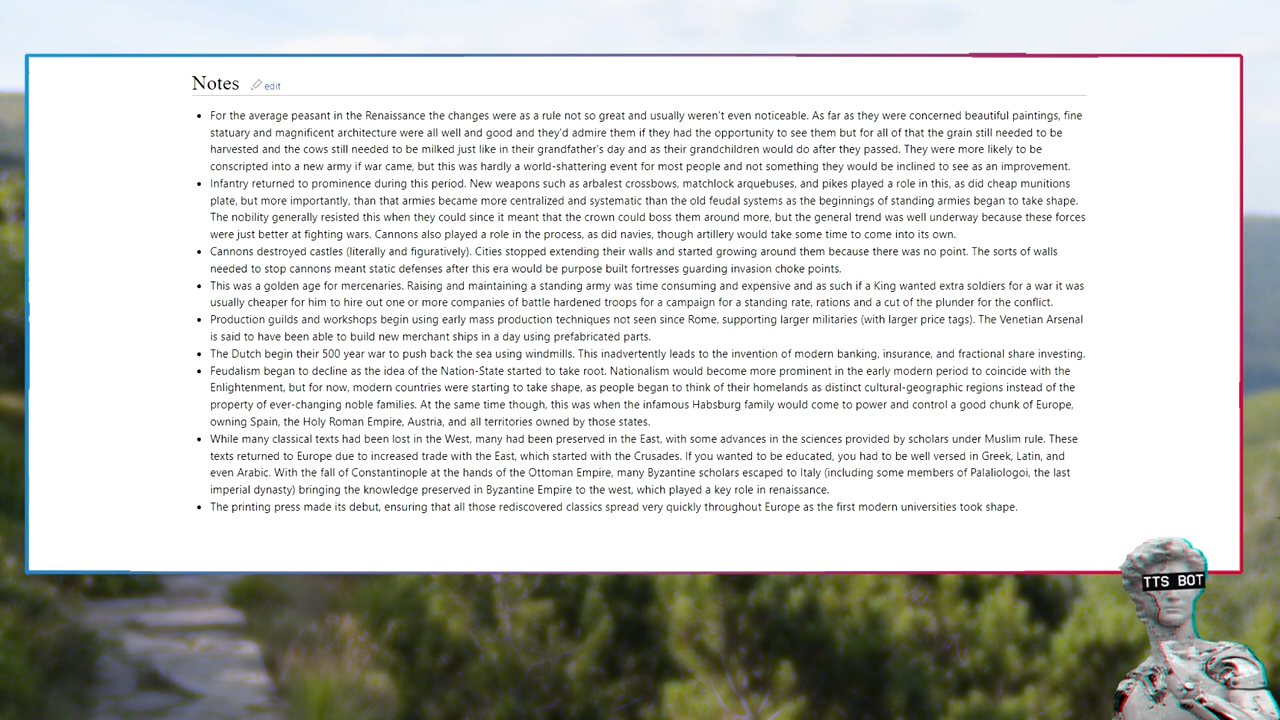 Notes edit
For the average peasant in the Renaissance the changes were as a rule not so great and usually weren't even noticeable. As far as they were concerned beautiful paintings, fine
statuary and magnificent architecture were all well and good and they'd admire them if they had the opportunity to see them but for all of that the grain still needed to be
harvested and the cows still needed to be milked just like in their grandfather's day and as their grandchildren would do after they passed. They were more likely to be
conscripted into a new army if war came, but this was hardly a world-shattering event for most people and not something they would be inclined to see as an improvement.
Infantry returned to prominence during this period. New weapons such as arbalest crossbows, matchlock arquebuses, and pikes played a role in this, as did cheap munitions
plate, but more importantly, than that armies became more centralized and systematic than the old feudal systems as the beginnings of standing armies began to take shape.
The nobility generally resisted this when they could since it meant that the crown could boss them around more, but the general trend was well underway because these forces
were just better at fighting wars. Cannons also played a role in the process, as did navies, though artillery would take some time to come into its own.
Cannons destroyed castles (literally and figuratively). Cities stopped extending their walls and started growing around them because there was no point. The sorts of walls
needed to stop cannons meant static defenses after this era would be purpose built fortresses guarding invasion choke points.
This was a golden age for mercenaries. Raising and maintaining a standing army was time consuming and expensive and as such if a King wanted extra soldiers for a war it was
usually cheaper for him to hire out one or more companies of battle hardened troops for a campaign for a standing rate, rations and a cut of the plunder for the conflict.
Production guilds and workshops begin using early mass production techniques not seen since Rome, supporting larger militaries (with larger price tags). The Venetian Arsenal
is said to have been able to build new merchant ships in a day using prefabricated parts.
The Dutch begin their 500 year war to push back the sea using windmills. This inadvertently leads to the invention of modern banking, insurance, and fractional share investing.
Feudalism began to decline as the idea of the Nation-State started to take root. Nationalism would become more prominent in the early modern period to coincide with the
Enlightenment, but for now, modern countries were starting to take shape, as people began to think of their homelands as distinct cultural-geographic regions instead of the
property of ever-changing noble families. At the same time though, this was when the infamous Habsburg family would come to power and control a good chunk of Europe,
owning Spain, the Holy Roman Empire, Austria, and all territories owned by those states.
While many classical texts had been lost in the West, many had been preserved in the East, with some advances in the sciences provided by scholars under Muslim rule. These
texts returned to Europe due to increased trade with the East, which started with the Crusades. If you wanted to be educated, you had to be well versed in Greek, Latin, and
even Arabic. With the fall of Constantinople at the hands of the Ottoman Empire, many Byzantine scholars escaped to Italy (including some members of Palaliologoi, the last
imperial dynasty) bringing the knowledge preserved in Byzantine Empire to the west, which played a key role in renaissance.
The printing press made its debut, ensuring that all those rediscovered classics spread very quickly throughout Europe as the first modern universities took shape.
TTS BOT